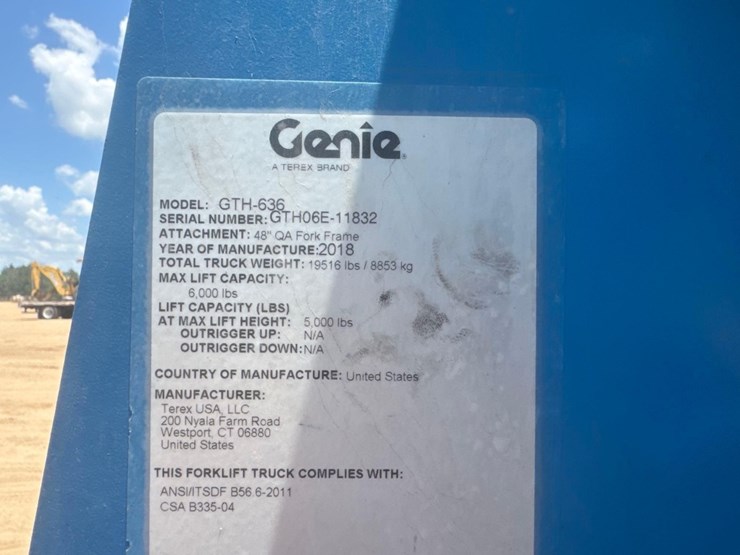 Genie
A TEREX BRAND
MODEL: GTH-636
SERIAL NUMBER: GTH06E-11832
ATTACHMENT: 48" QA Fork Frame
YEAR OF MANUFACTURE:2018
TOTAL TRUCK WEIGHT: 19516 lbs / 8853 kg
MAX LIFT CAPACITY:
6,000 lbs
LIFT CAPACITY (LBS)
AT MAX LIFT HEIGHT: 5,000 lbs
OUTRIGGER UP: N/A
OUTRIGGER DOWN:N/A
COUNTRY OF MANUFACTURE: United States
MANUFACTURER:
Terex USA, LLC
200 Nyala Farm Road
Westport, CT 06880
United States
THIS FORKLIFT TRUCK COMPLIES WITH:
ANSI/ITSDF B56.6-2011
CSA B335-04